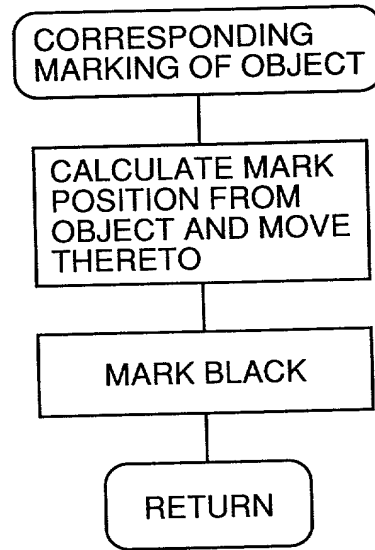 CORRESPONDING
MARKING OF OBJECT
CALCULATE MARK
POSITION FROM
OBJECT AND MOVE
THERETO
MARK BLACK
RETURN